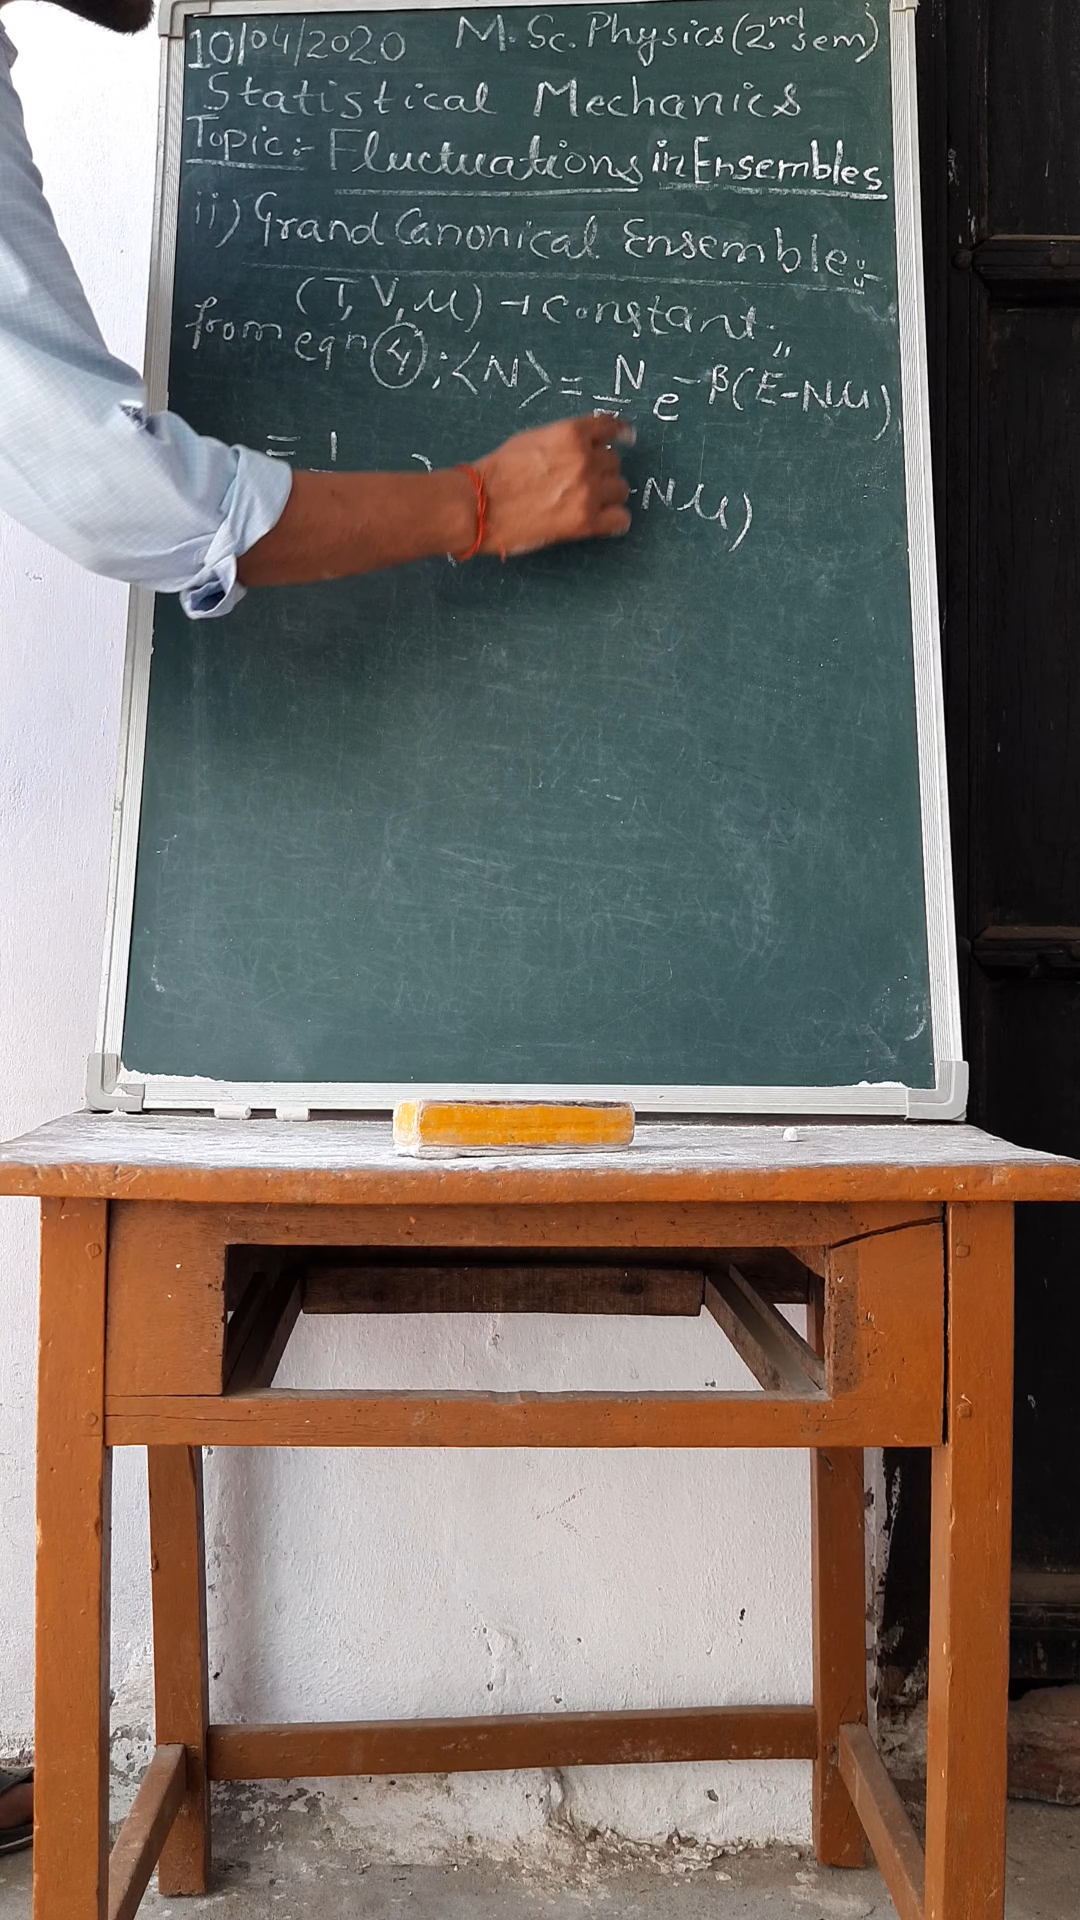 10/04/2020 M.Sc. Physics (2nd sem)
Statistical Mechanics
Topic:- Fluctuations in Ensembles
ii) Grand Canonical Ensemble:-
(T, V, μ) → constant.
from eqn ④; <N> = N e^-β(E-Nμ)
= 1 -Nμ)